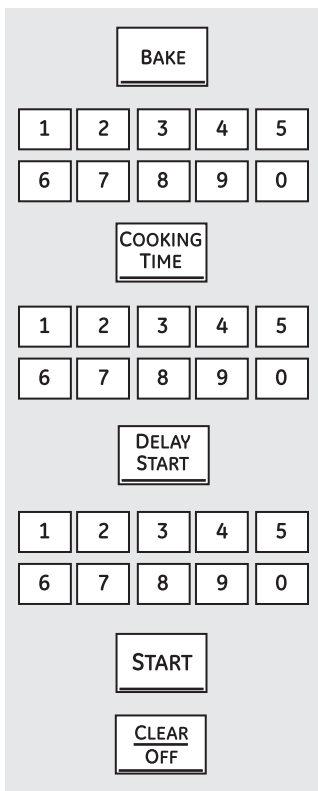 BAKE
1 2 3 4 5
6 7 8 9 0
COOKING
TIME
1 2 3 4 5
6 7 8 9 0
DELAY
START
1 2 3 4 5
6 7 8 9 0
START
CLEAR
OFF